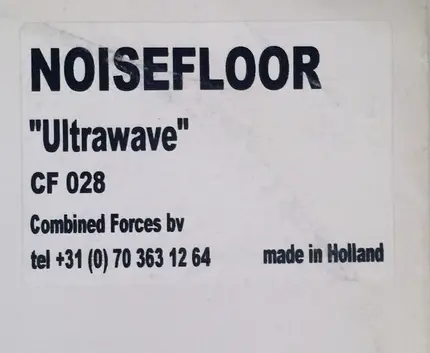 NOISEFLOOR
"Ultrawave"
CF 028
Combined Forces bv
tel +31 (0) 70 363 12 64 made in Holland